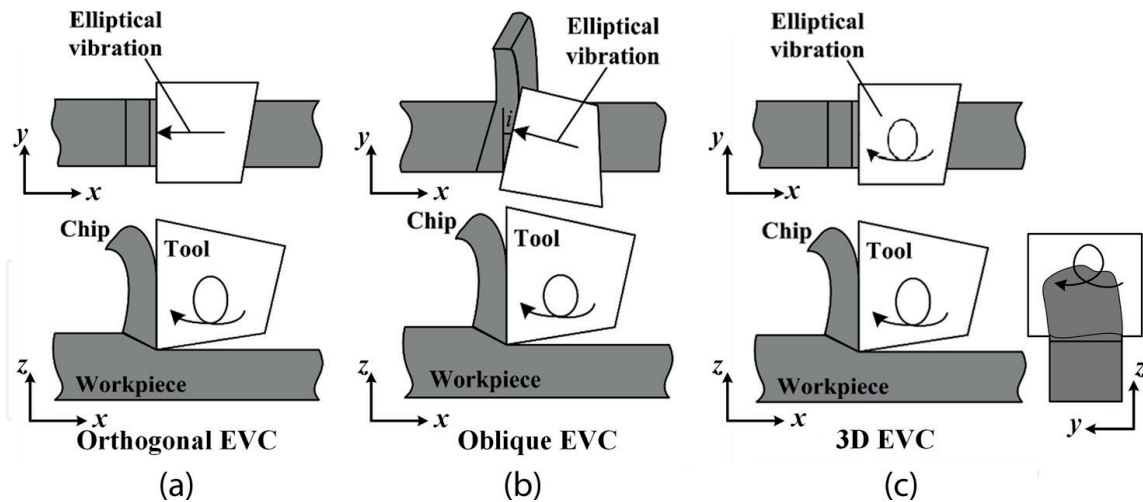 Elliptical
vibration
y
x
Chip
Tool
Workpiece
z
x
Orthogonal EVC
(a)
Elliptical
vibration
i
y
x
Chip
Tool
Workpiece
z
x
Oblique EVC
(b)
Elliptical
vibration
y
x
Chip
Tool
Workpiece
z
x
z
y
3D EVC
(c)